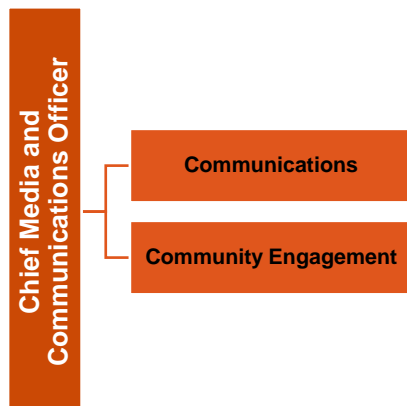 Chief Media and
Communications Officer
Communications
Community Engagement